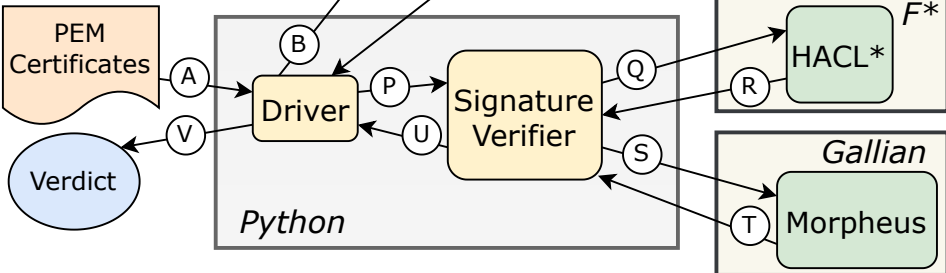 PEM
Certificates
A
B
Driver
P
U
V
Verdict
Signature
Verifier
Python
Q
R
S
T
F*
HACL*
Gallian
Morpheus